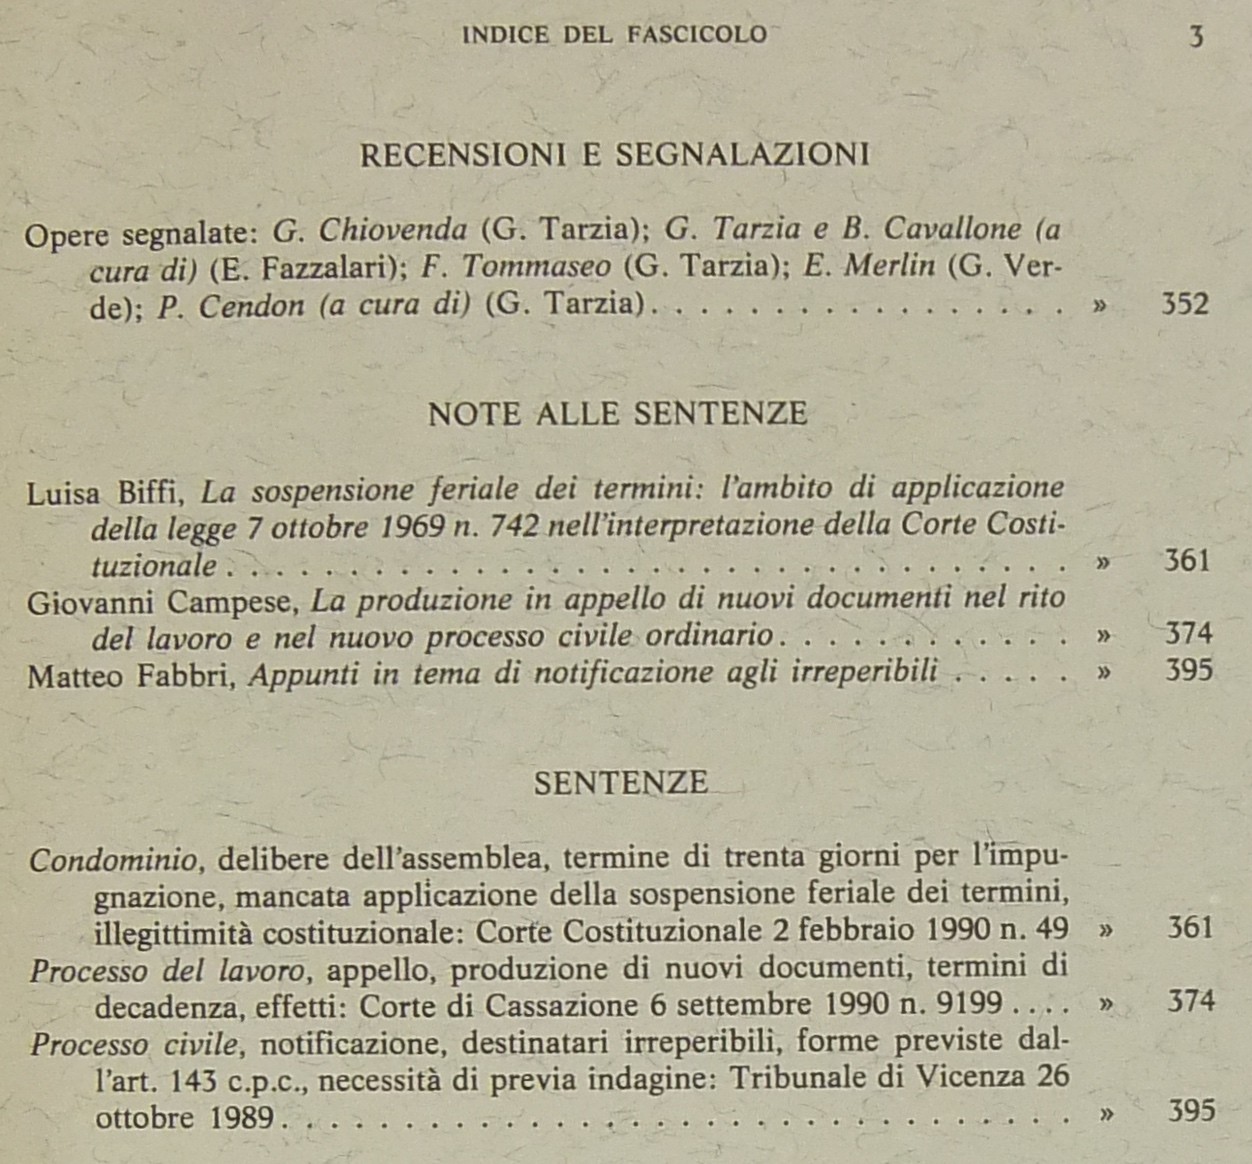 INDICE DEL FASCICOLO 3
RECENSIONI E SEGNALAZIONI
Opere segnalate: G. Chiovenda (G. Tarzia); G. Tarzia e B. Cavallone (a
cura di) (E. Fazzalari); F. Tommaseo (G. Tarzia); E. Merlin (G. Ver-
de); P. Cendon (a cura di) (G. Tarzia). . . . . . . . . . . . . . . . . » 352
NOTE ALLE SENTENZE
Luisa Biffi, La sospensione feriale dei termini: l'ambito di applicazione
della legge 7 ottobre 1969 n. 742 nell'interpretazione della Corte Costi-
tuzionale . . . . . . . . . . . . . . . . . . . . . . . . . . . . . . . . . . » 361
Giovanni Campese, La produzione in appello di nuovi documenti nel rito
del lavoro e nel nuovo processo civile ordinario. . . . . . . . . . . . . » 374
Matteo Fabbri, Appunti in tema di notificazione agli irreperibili . . . . . » 395
SENTENZE
Condominio, delibere dell'assemblea, termine di trenta giorni per l'impu-
gnazione, mancata applicazione della sospensione feriale dei termini,
illegittimità costituzionale: Corte Costituzionale 2 febbraio 1990 n. 49 » 361
Processo del lavoro, appello, produzione di nuovi documenti, termini di
decadenza, effetti: Corte di Cassazione 6 settembre 1990 n. 9199 .... » 374
Processo civile, notificazione, destinatari irreperibili, forme previste dal-
l'art. 143 c.p.c., necessità di previa indagine: Tribunale di Vicenza 26
ottobre 1989. . . . . . . . . . . . . . . . . . . . . . . . . . . . . . . . » 395